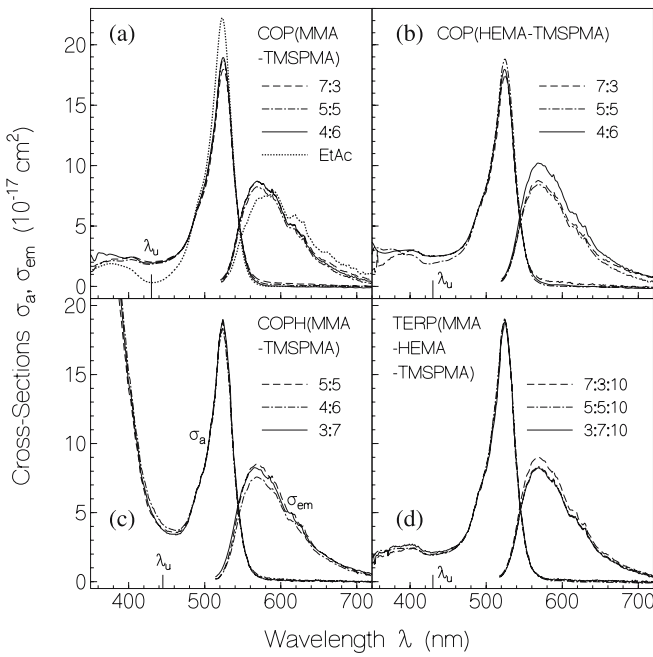 Cross-Sections σa, σem (10-17 cm2)
20
15
10
5
0
(a)
COP(MMA
-TMSPMA)
7:3
5:5
4:6
EtAc
λu
(b)
COP(HEMA-TMSPMA)
7:3
5:5
4:6
λu
20
15
10
5
0
(c)
COPH(MMA
-TMSPMA)
5:5
4:6
3:7
σa
σem
λu
(d)
TERP(MMA
-HEMA
-TMSPMA)
7:3:10
5:5:10
3:7:10
λu
400 500 600 700 400 500 600 700
Wavelength λ (nm)